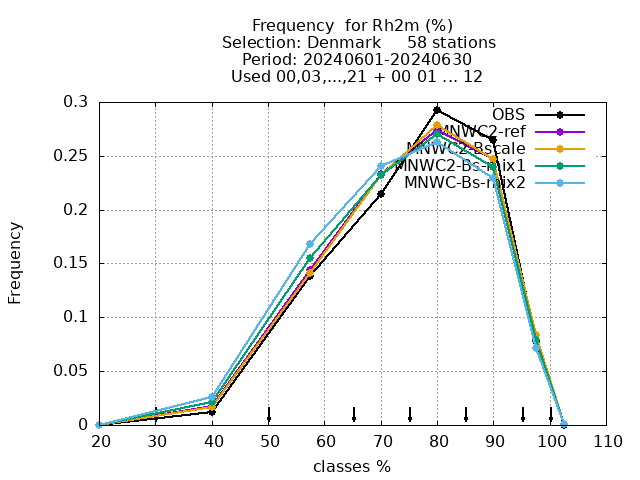 Frequency for Rh2m (%)
Selection: Denmark 58 stations
Period: 20240601-20240630
Used 00,03,...,21 + 00 01 ... 12
Frequency
0.3
0.25
0.2
0.15
0.1
0.05
0
OBS
MNWC2-ref
MNWC2-Bscale
MNWC2-Bs-mix1
MNWC-Bs-mix2
20 30 40 50 60 70 80 90 100 110
classes %